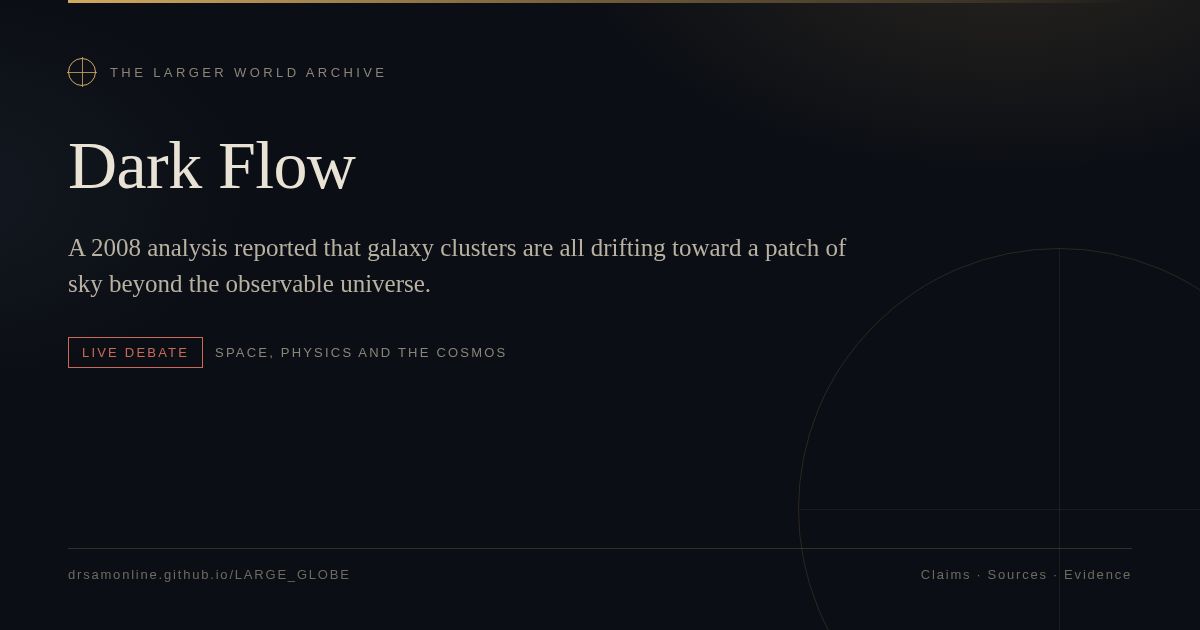 THE LARGER WORLD ARCHIVE
Dark Flow
A 2008 analysis reported that galaxy clusters are all drifting toward a patch of
sky beyond the observable universe.
LIVE DEBATE SPACE, PHYSICS AND THE COSMOS
drsamonline.github.io/LARGE_GLOBE
Claims · Sources · Evidence